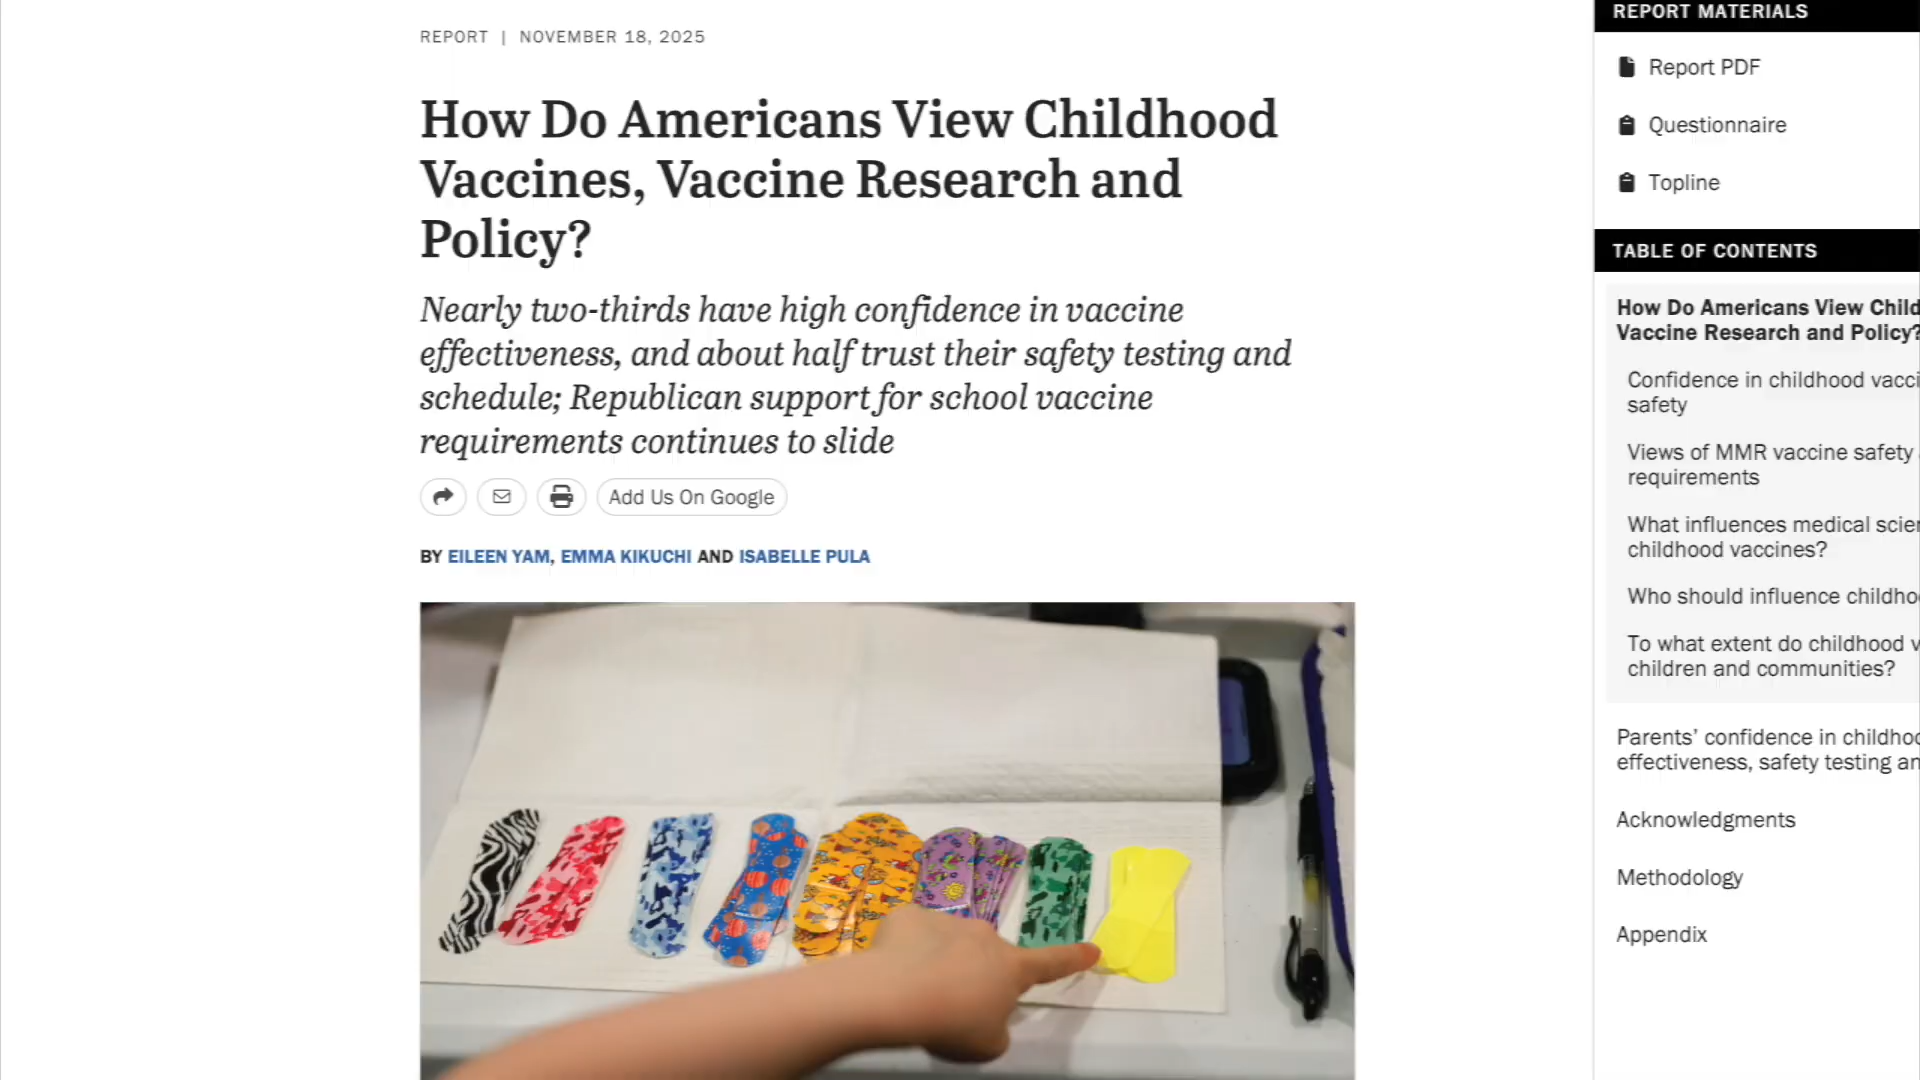 REPORT | NOVEMBER 18, 2025
How Do Americans View Childhood
Vaccines, Vaccine Research and
Policy?
Nearly two-thirds have high confidence in vaccine
effectiveness, and about half trust their safety testing and
schedule; Republican support for school vaccine
requirements continues to slide
Add Us On Google
BY EILEEN YAM, EMMA KIKUCHI AND ISABELLE PULA
REPORT MATERIALS
Report PDF
Questionnaire
Topline
TABLE OF CONTENTS
How Do Americans View Child
Vaccine Research and Policy?
Confidence in childhood vacci
safety
Views of MMR vaccine safety
requirements
What influences medical scien
childhood vaccines?
Who should influence childho
To what extent do childhood v
children and communities?
Parents' confidence in childhoo
effectiveness, safety testing an
Acknowledgments
Methodology
Appendix